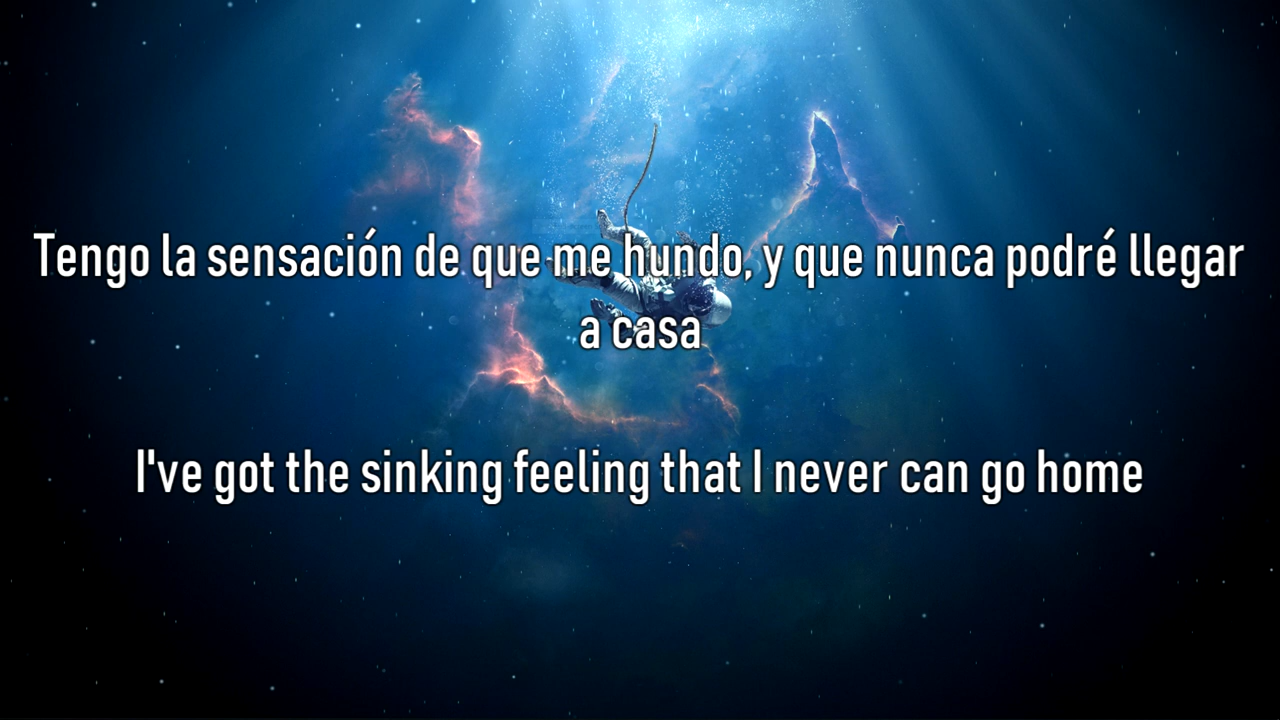 Tengo la sensación de que me hundo, y que nunca podré llegar
a casa
I've got the sinking feeling that I never can go home